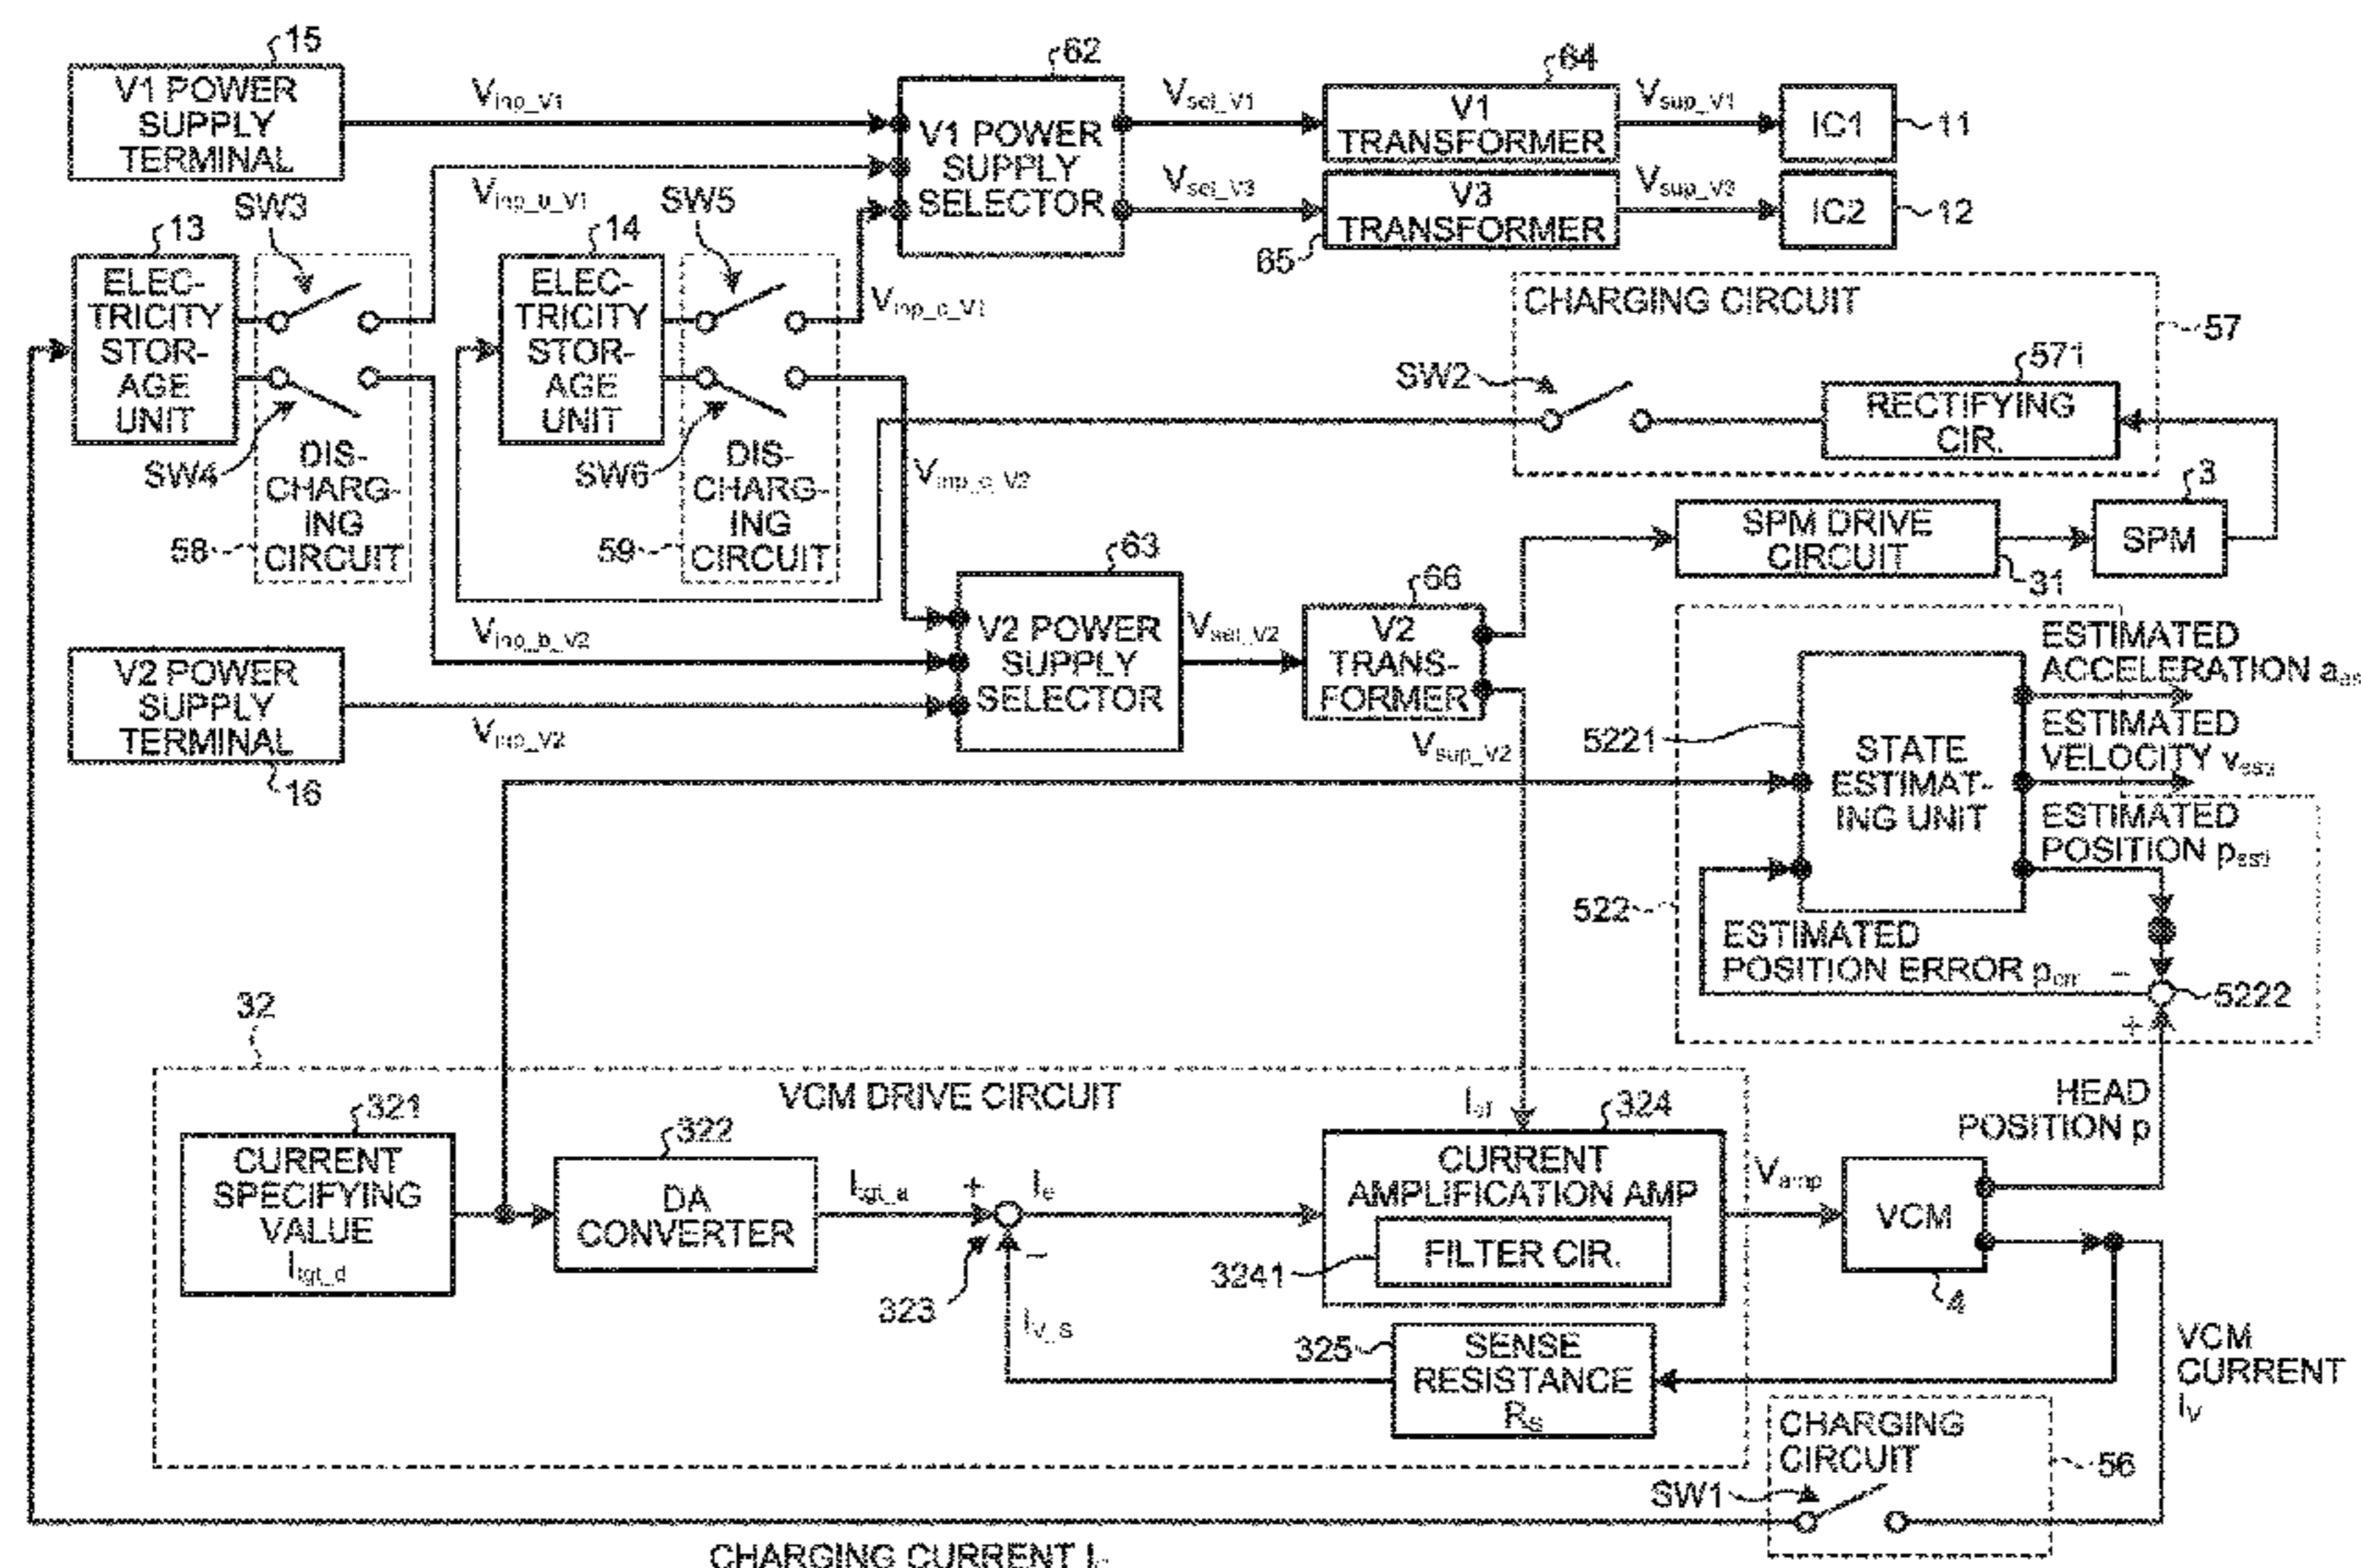 15
V1 POWER
SUPPLY
TERMINAL
Vinp_V1
62
V1 POWER
SUPPLY
SELECTOR
Vsel_V1
64
V1
TRANSFORMER
Vsup_V1
IC1
11
Vinp_b_V1
SW3
SW5
Vsel_V3
V3
TRANSFORMER
65
Vsup_V3
IC2
12
13
ELEC-
TRICITY
STOR-
AGE
UNIT
14
ELEC-
TRICITY
STOR-
AGE
UNIT
Vinp_c_V1
CHARGING CIRCUIT
57
SW2
571
RECTIFYING
CIR.
SW4
DIS-
CHARG-
ING
CIRCUIT
58
SW6
DIS-
CHARG-
ING
CIRCUIT
59
Vinp_c_V2
3
SPM DRIVE
CIRCUIT
31
SPM
63
V2 POWER
SUPPLY
SELECTOR
66
V2
TRANS-
FORMER
Vinp_b_V2
Vsel_V2
V2 POWER
SUPPLY
TERMINAL
16
Vinp_V2
Vsup_V2
5221
STATE
ESTIMAT-
ING UNIT
ESTIMATED
ACCELERATION aes
ESTIMATED
VELOCITY vesti
ESTIMATED
POSITION pesti
522
ESTIMATED
POSITION ERROR perr
−
5222
+
32
VCM DRIVE CIRCUIT
321
CURRENT
SPECIFYING
VALUE
Itgt_d
322
DA
CONVERTER
Itgt_a
+
Ie
−
323
324
CURRENT
AMPLIFICATION AMP
FILTER CIR.
3241
Vamp
HEAD
POSITION p
VCM
4
Iv_s
325
SENSE
RESISTANCE
RS
VCM
CURRENT
IV
CHARGING
CIRCUIT
56
SW1
CHARGING CURRENT